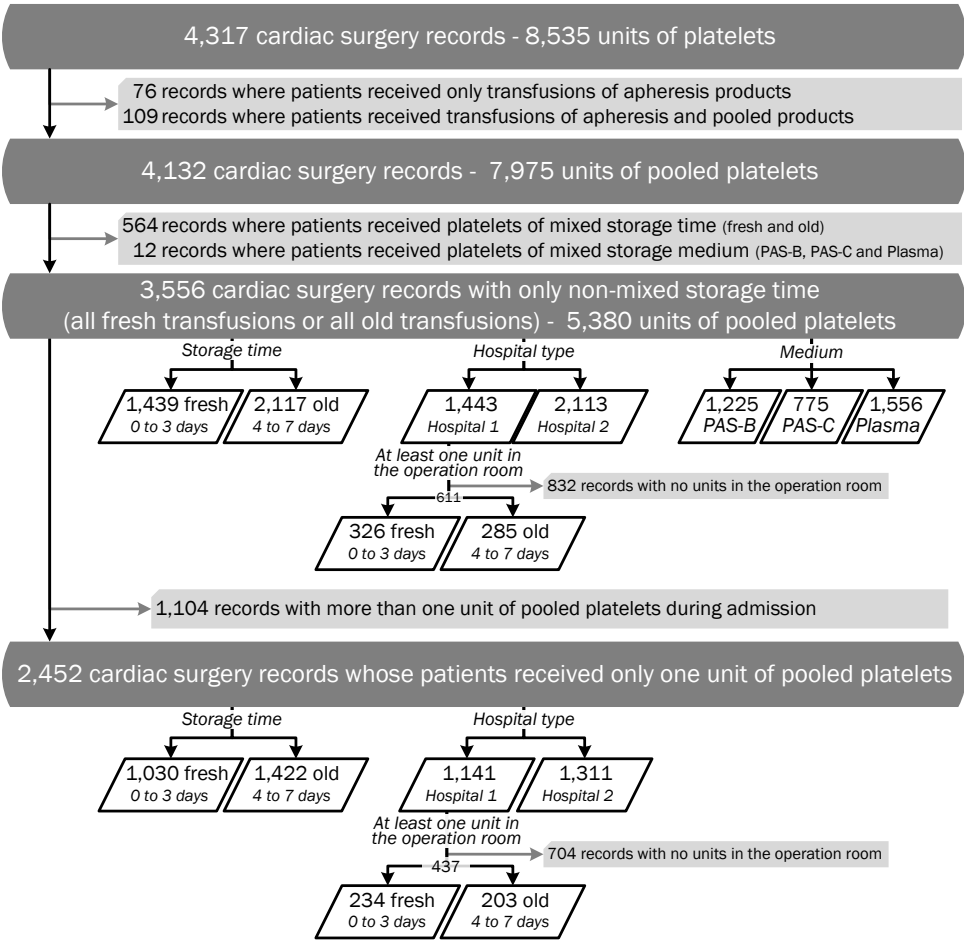 4,317 cardiac surgery records - 8,535 units of platelets
76 records where patients received only transfusions of apheresis products
109 records where patients received transfusions of apheresis and pooled products
4,132 cardiac surgery records - 7,975 units of pooled platelets
564 records where patients received platelets of mixed storage time (fresh and old)
12 records where patients received platelets of mixed storage medium (PAS-B, PAS-C and Plasma)
3,556 cardiac surgery records with only non-mixed storage time
(all fresh transfusions or all old transfusions) - 5,380 units of pooled platelets
Storage time
1,439 fresh
0 to 3 days
2,117 old
4 to 7 days
Hospital type
1,443
Hospital 1
2,113
Hospital 2
Medium
1,225
PAS-B
775
PAS-C
1,556
Plasma
At least one unit in
the operation room
832 records with no units in the operation room
611
326 fresh
0 to 3 days
285 old
4 to 7 days
1,104 records with more than one unit of pooled platelets during admission
2,452 cardiac surgery records whose patients received only one unit of pooled platelets
Storage time
1,030 fresh
0 to 3 days
1,422 old
4 to 7 days
Hospital type
1,141
Hospital 1
1,311
Hospital 2
At least one unit in
the operation room
704 records with no units in the operation room
437
234 fresh
0 to 3 days
203 old
4 to 7 days